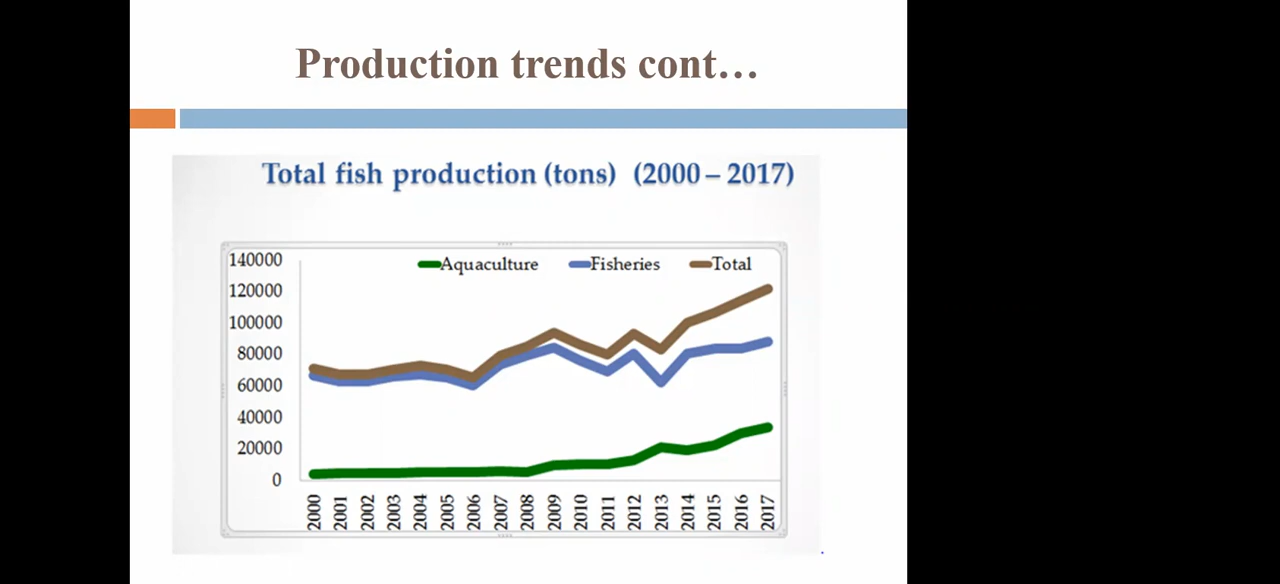 Production trends cont…
Total fish production (tons) (2000 – 2017)
Aquaculture Fisheries Total
140000
120000
100000
80000
60000
40000
20000
0
2000 2001 2002 2003 2004 2005 2006 2007 2008 2009 2010 2011 2012 2013 2014 2015 2016 2017